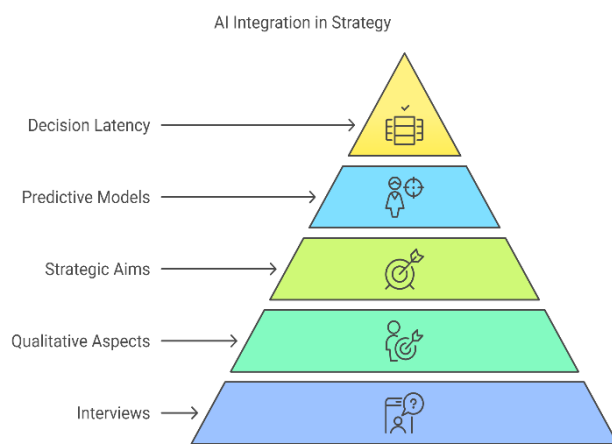 AI Integration in Strategy
Decision Latency
Predictive Models
Strategic Aims
Qualitative Aspects
Interviews
?